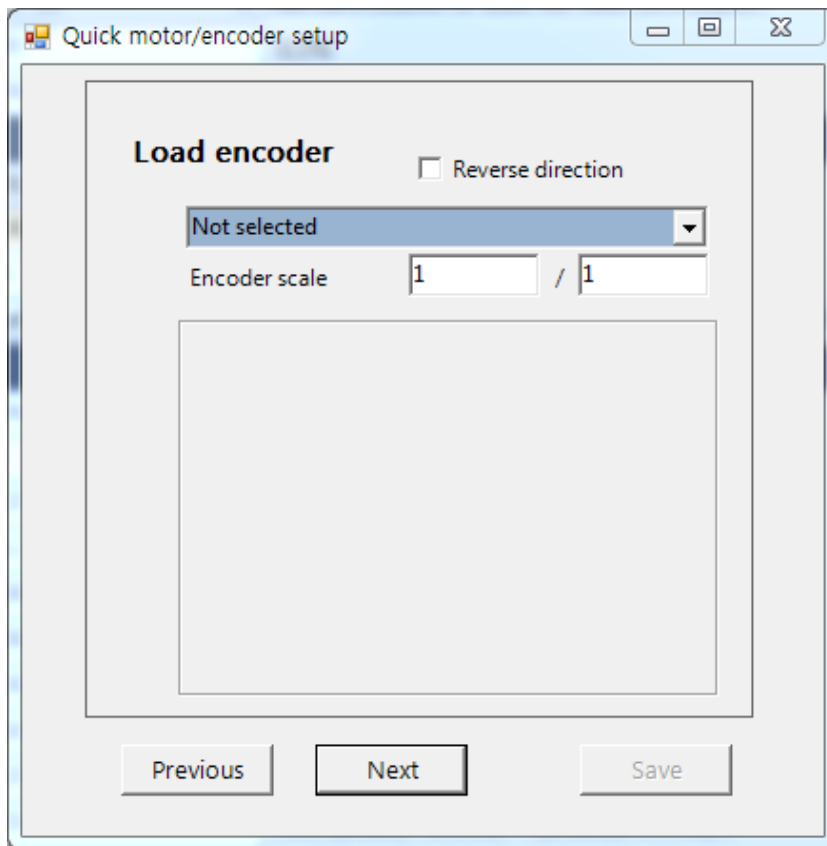 Quick motor/encoder setup
Load encoder
Reverse direction
Not selected
Encoder scale 1 / 1
Previous Next Save